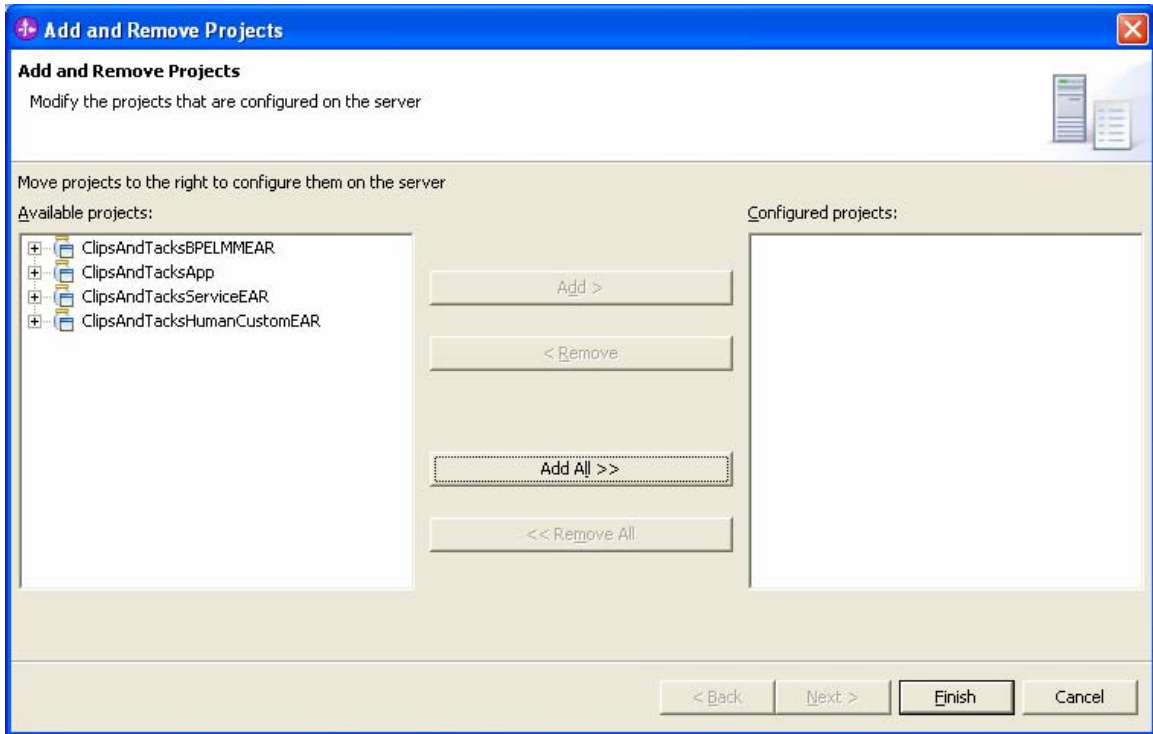 Add and Remove Projects
Add and Remove Projects
Modify the projects that are configured on the server
Move projects to the right to configure them on the server
Available projects:
Configured projects:
ClipsAndTacksBPELMMEAR
ClipsAndTacksApp
ClipsAndTacksServiceEAR
ClipsAndTacksHumanCustomEAR
Add >
< Remove
Add All >>
<< Remove All
< Back
Next >
Finish
Cancel